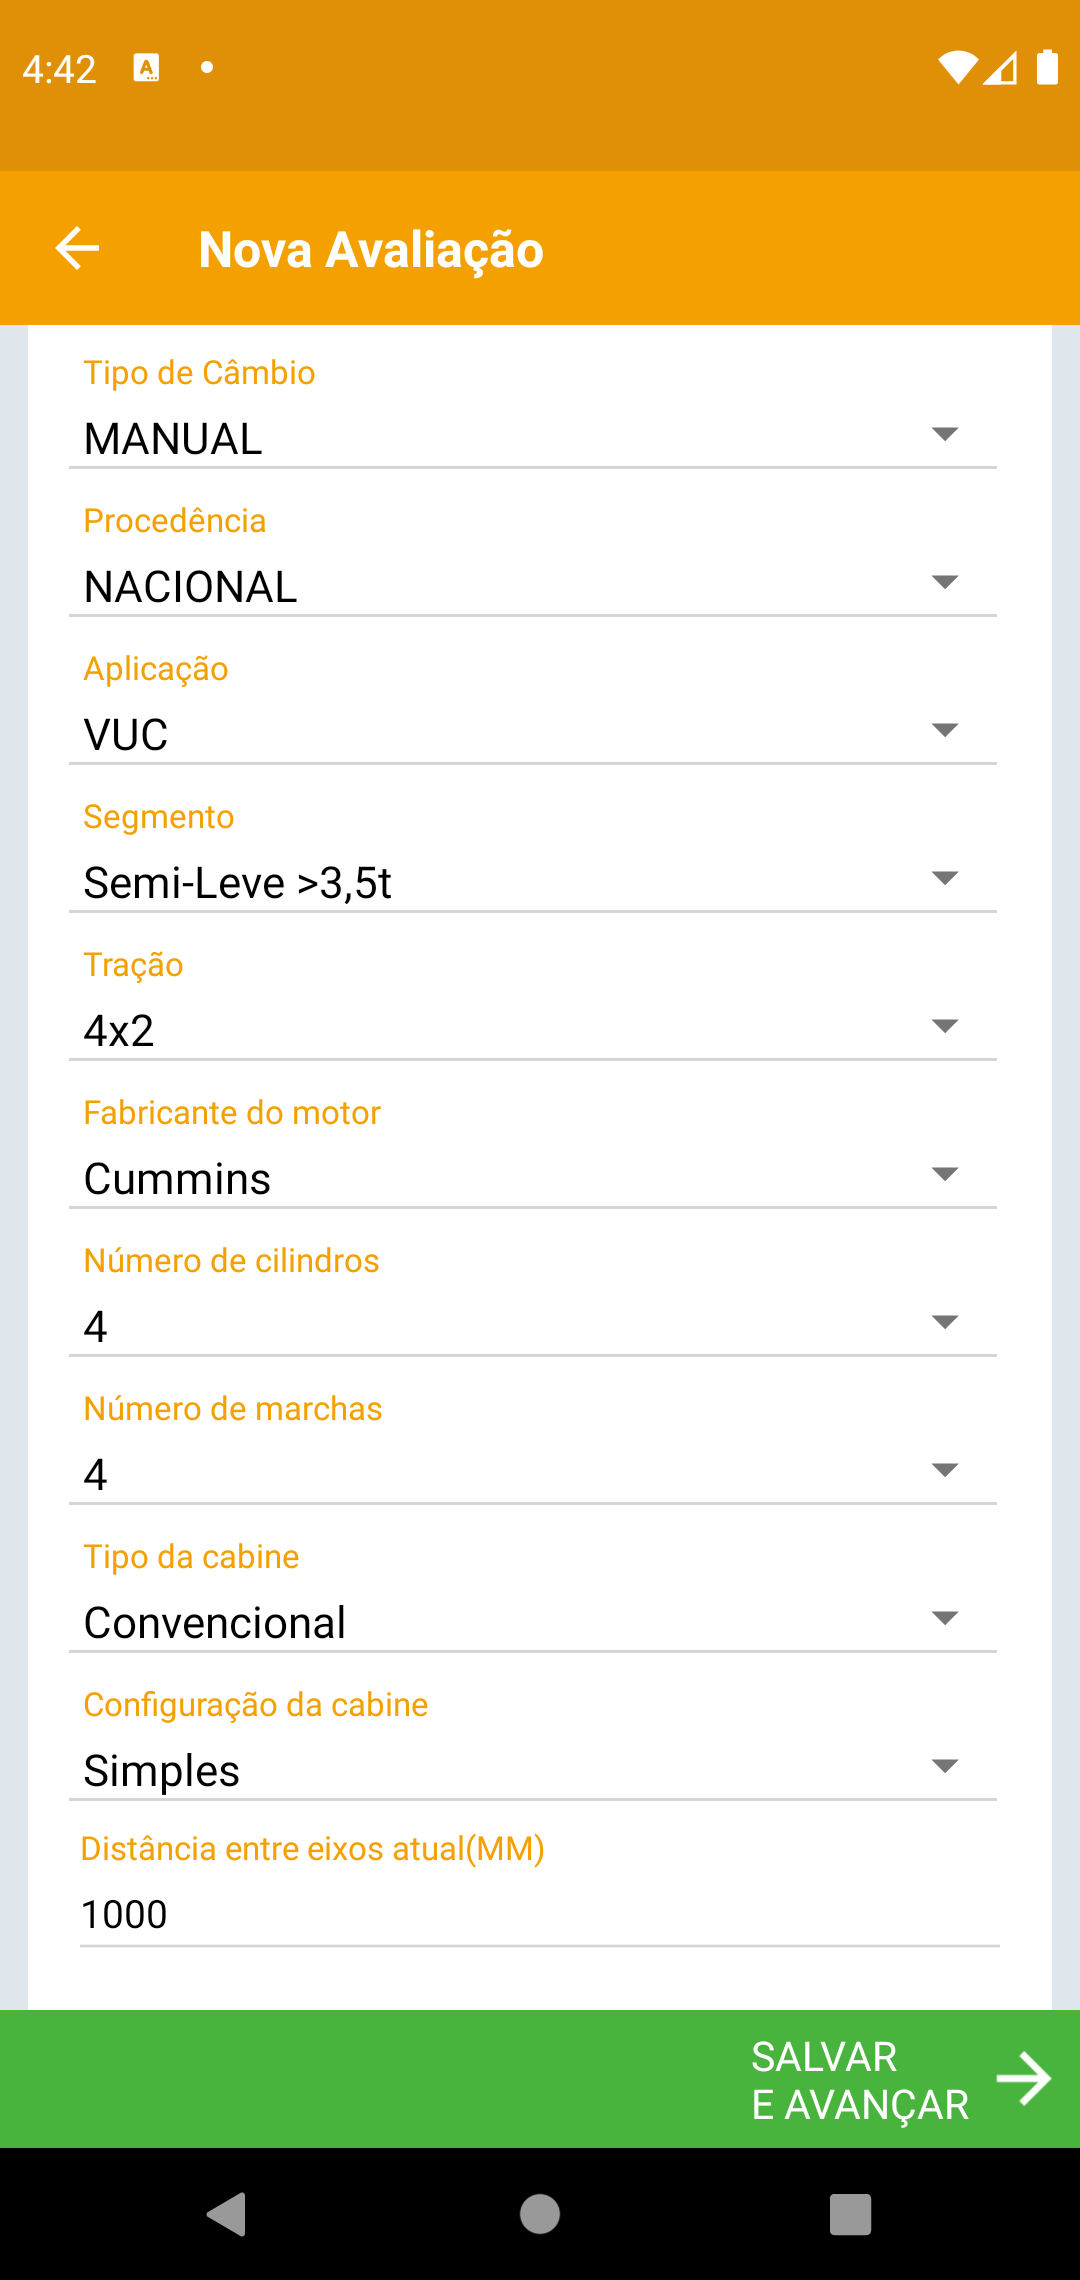 4:42
Nova Avaliação
Tipo de Câmbio
MANUAL
Procedência
NACIONAL
Aplicação
VUC
Segmento
Semi-Leve >3,5t
Tração
4x2
Fabricante do motor
Cummins
Número de cilindros
4
Número de marchas
4
Tipo da cabine
Convencional
Configuração da cabine
Simples
Distância entre eixos atual(MM)
1000
SALVAR
E AVANÇAR